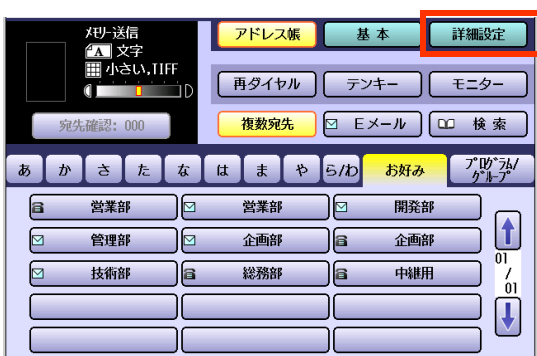 ﾒﾓﾘｰ送信
A 文字
小さい,TIFF
D
宛先確認: 000
アドレス帳
基 本
詳細設定
再ダイヤル
テンキー
モニター
複数宛先
Eメール
検 索
あ か さ た な は ま や ら/わ お好み ﾌﾟﾛｸﾞﾗﾑ/
ｸﾞﾙｰﾌﾟ
営業部 営業部 開発部
管理部 企画部 企画部
技術部 総務部 中継用
01
/
01